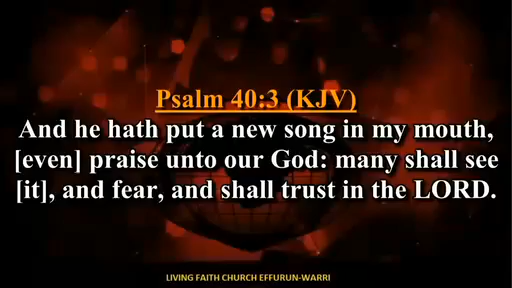 Psalm 40:3 (KJV)
And he hath put a new song in my mouth,
[even] praise unto our God: many shall see
[it], and fear, and shall trust in the LORD.
LIVING FAITH CHURCH EFFURUN-WARRI